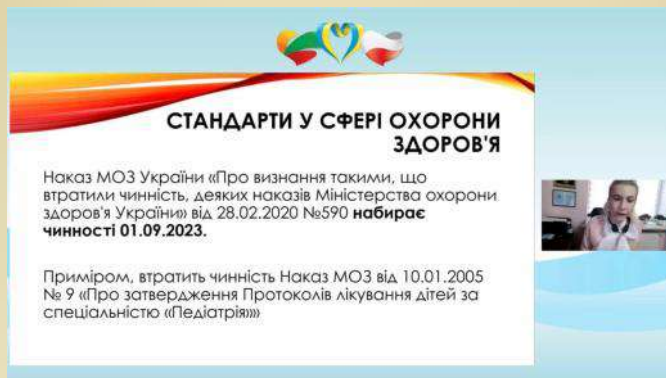 СТАНДАРТИ У СФЕРІ ОХОРОНИ
ЗДОРОВ'Я
Наказ МОЗ України «Про визнання такими, що
втратили чинність, деяких наказів Міністерства охорони
здоров'я України» від 28.02.2020 №590 набирає
чинності 01.09.2023.
Приміром, втратить чинність Наказ МОЗ від 10.01.2005
№ 9 «Про затвердження Протоколів лікування дітей за
спеціальністю «Педіатрія»»